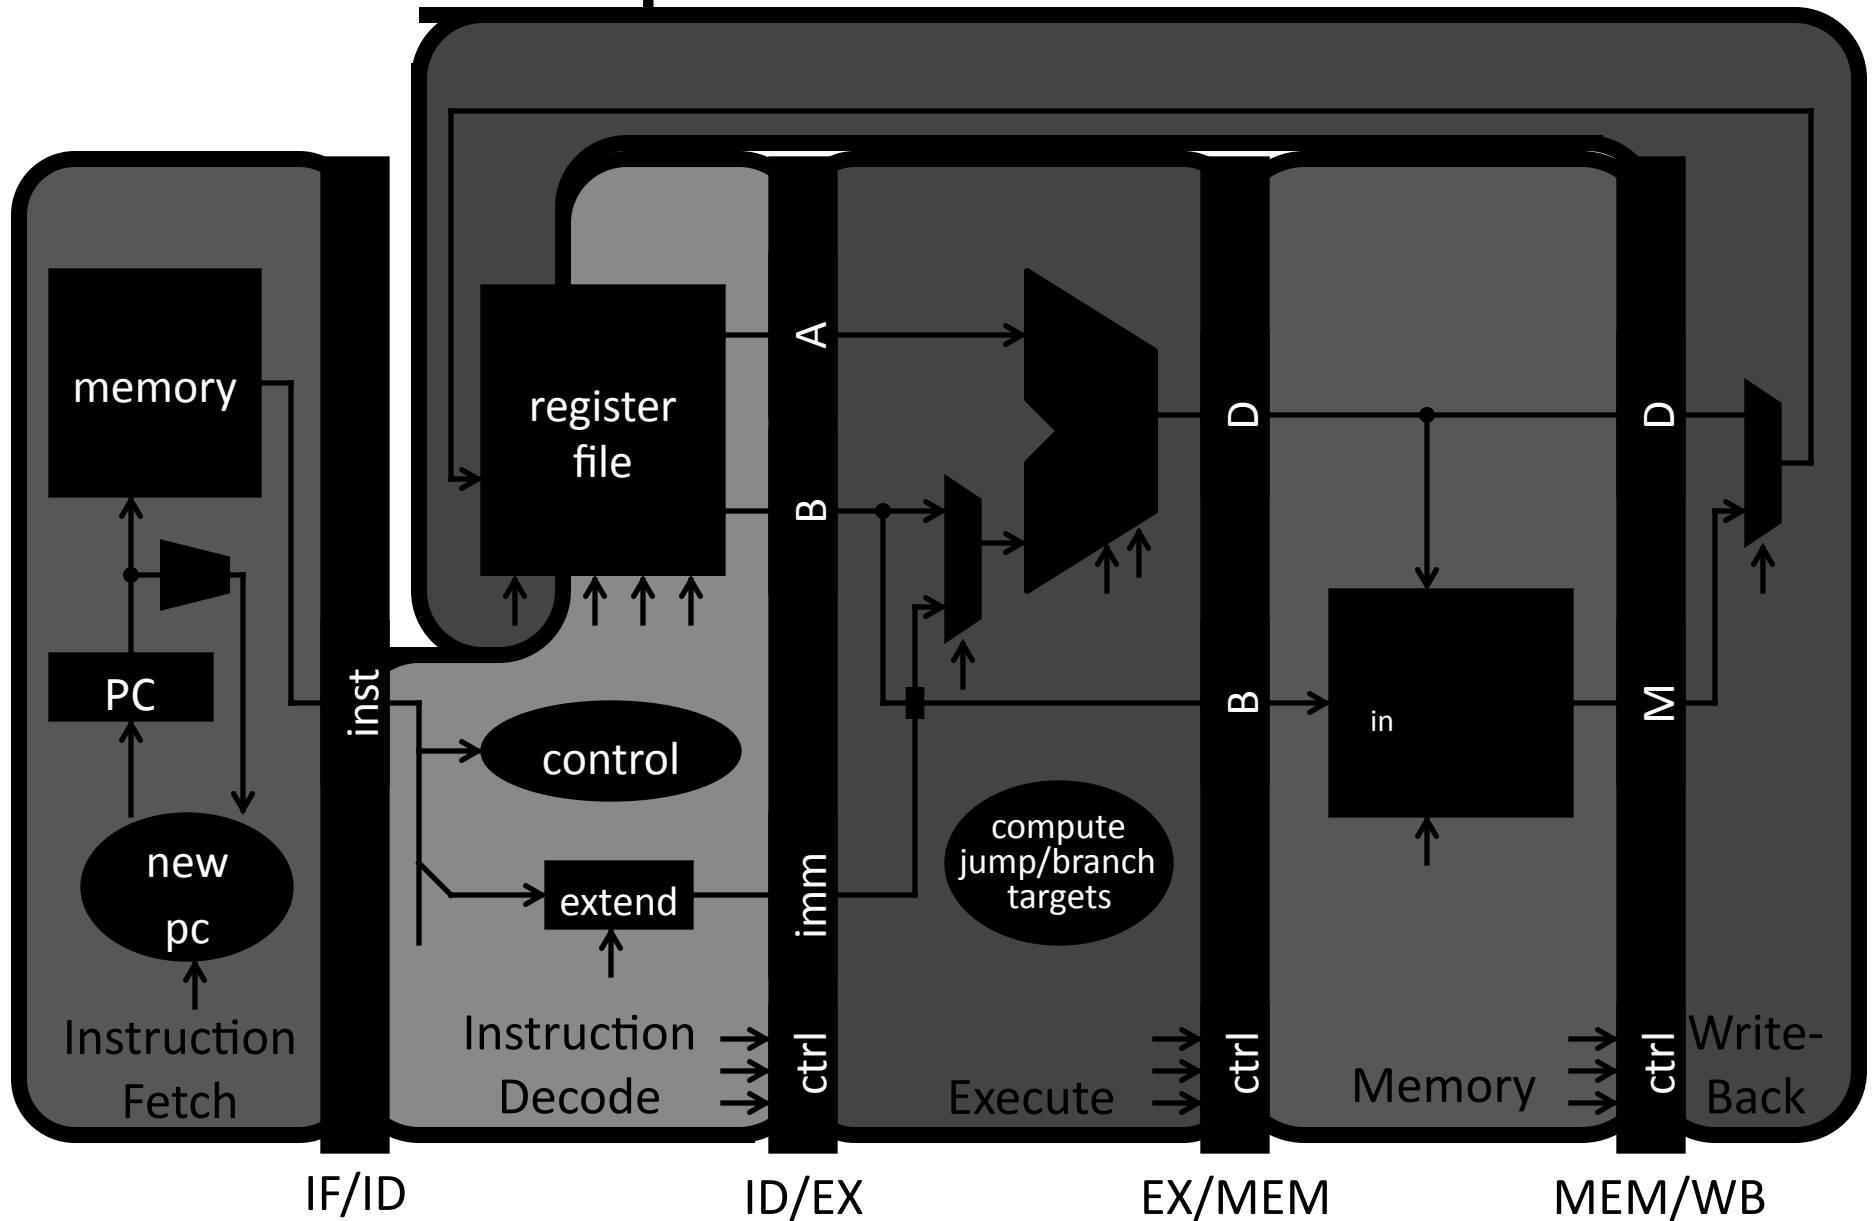 memory
PC
new
pc
Instruction
Fetch
inst
register
file
control
extend
Instruction
Decode
A
B
imm
ctrl
compute
jump/branch
targets
Execute
D
B
ctrl
in
Memory
D
M
ctrl
Write-
Back
IF/ID
ID/EX
EX/MEM
MEM/WB